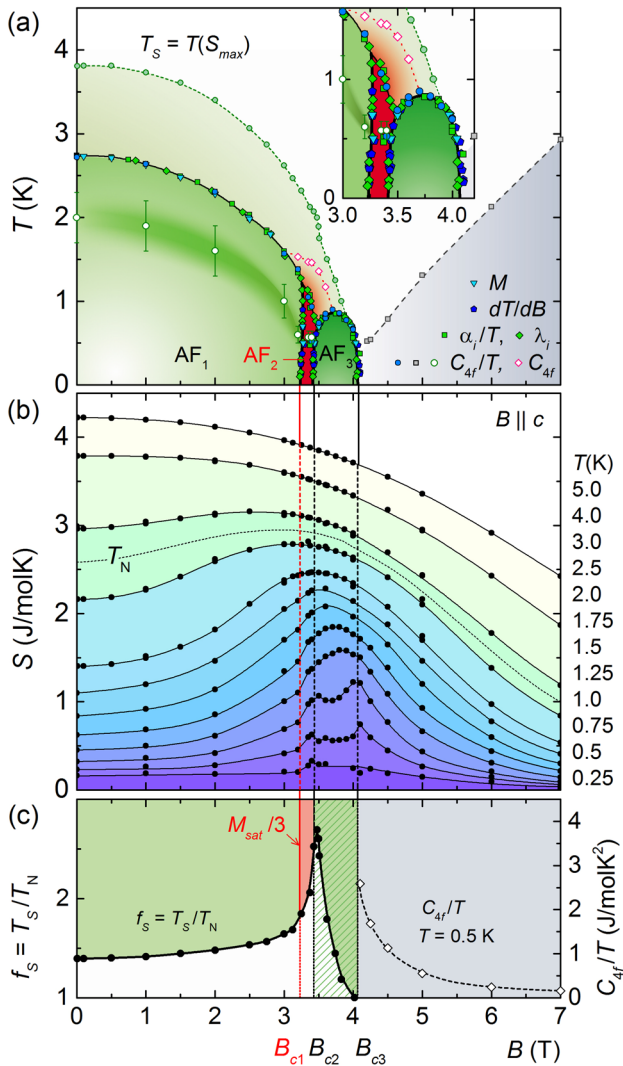 (a)
T_S = T(S_max)
4
3
2
1
0
T (K)
1
0
3.0 3.5 4.0
AF₁ AF₂ AF₃
M
dT/dB
α_i/T, λ_i
C_4f/T, C_4f
(b)
B || c
4
3
2
1
0
S (J/molK)
T_N
T(K)
5.0
4.0
3.0
2.5
2.0
1.75
1.5
1.25
1.0
0.75
0.5
0.25
(c)
M_sat/3
f_S = T_S/T_N
C_4f/T
T = 0.5 K
2
1
f_S = T_S/T_N
4
3
2
1
0
C_4f/T (J/molK²)
0 1 2 3 4 5 6 7
B_c1 B_c2 B_c3 B (T)